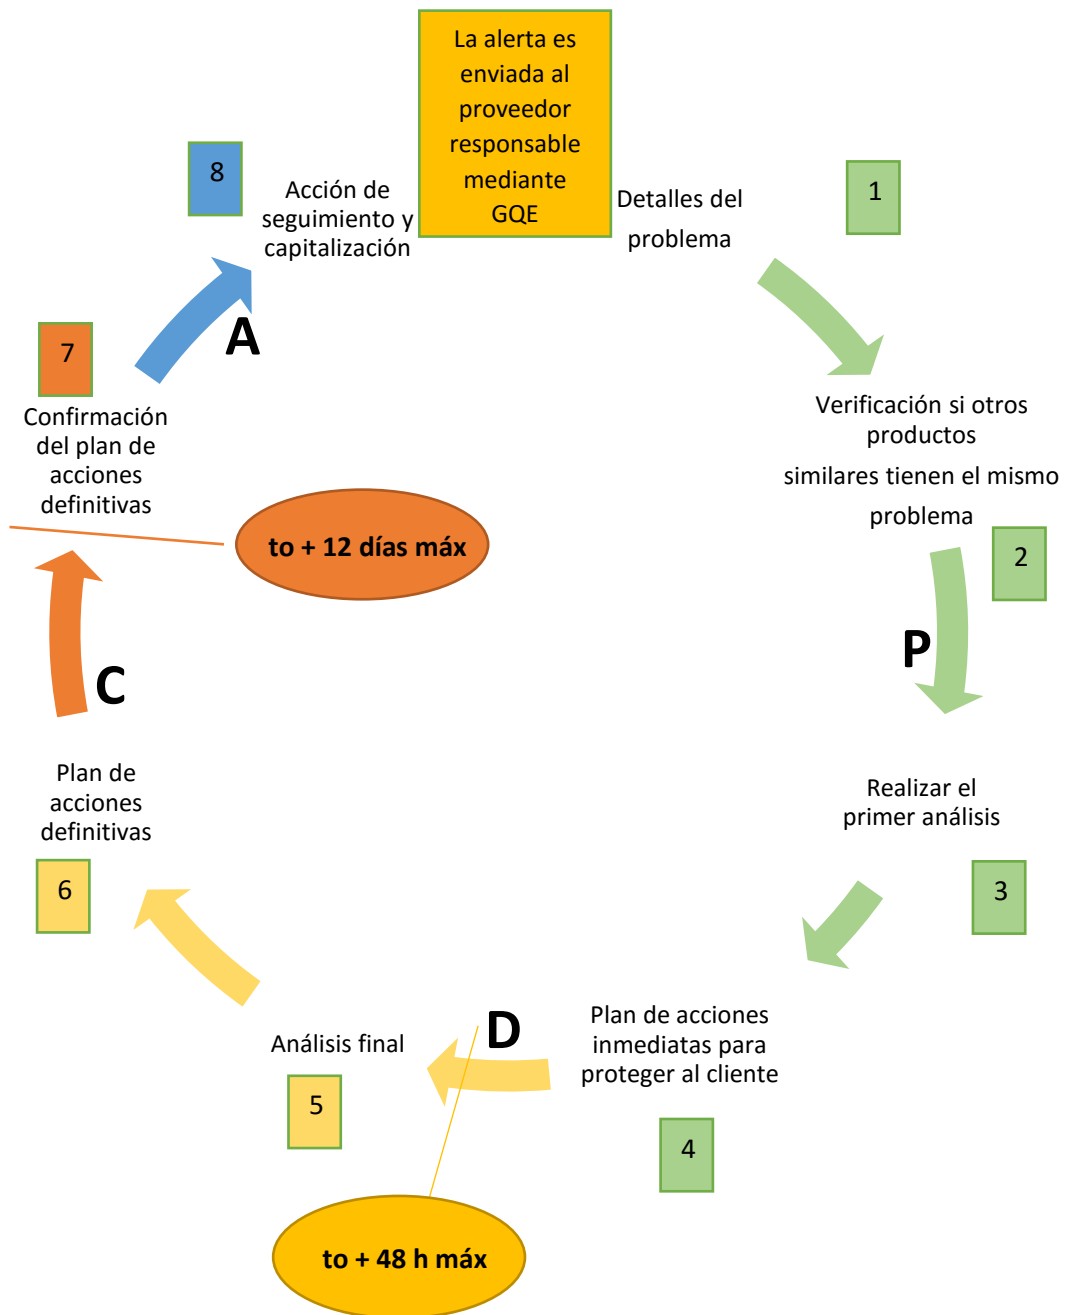 La alerta es
enviada al
proveedor
responsable
mediante
GQE
1
Detalles del
problema
Verificación si otros
productos
similares tienen el mismo
problema
2
P
Realizar el
primer análisis
3
Plan de acciones
inmediatas para
proteger al cliente
4
D
to + 48 h máx
Análisis final
5
Plan de
acciones
definitivas
6
C
to + 12 días máx
7
Confirmación
del plan de
acciones
definitivas
A
8
Acción de
seguimiento y
capitalización